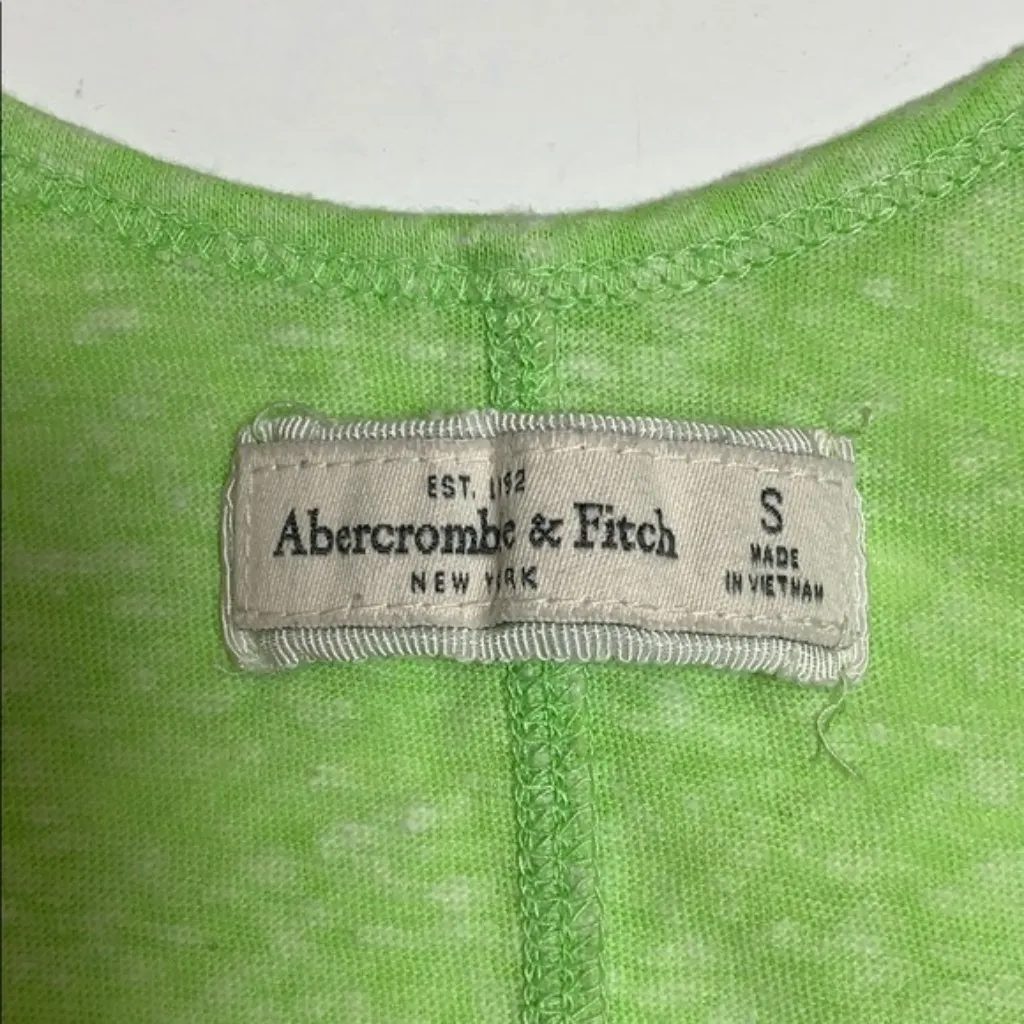 EST. 1892
Abercrombie & Fitch
NEW YORK
S
MADE
IN VIETNAM